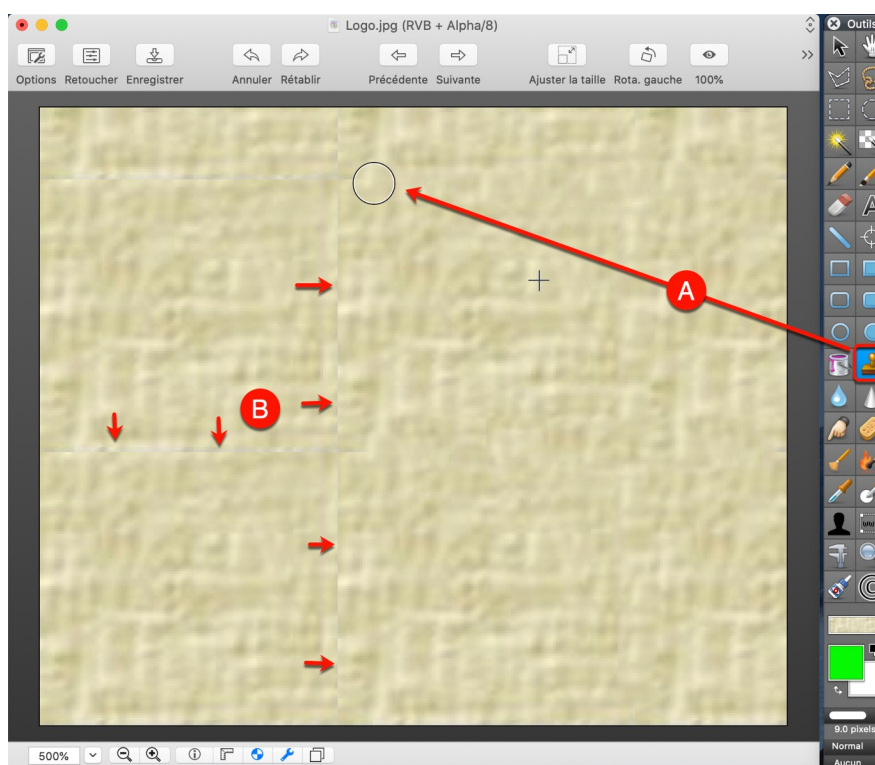 Logo.jpg (RVB + Alpha/8)
Outils
Options Retoucher Enregistrer Annuler Rétablir Précédente Suivante Ajuster la taille Rota. gauche 100%
A
B
9.0 pixels
Normal
500%
Aucun